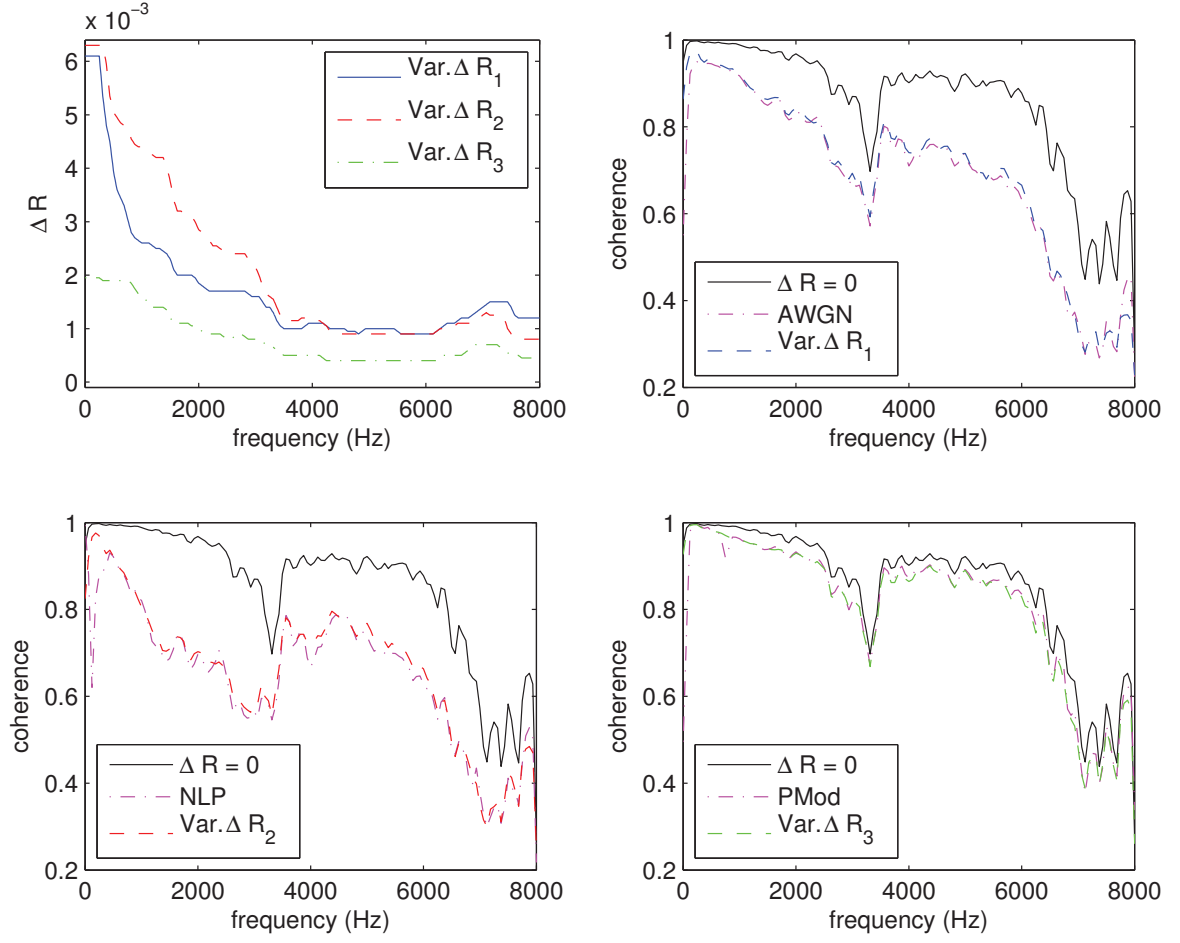 x 10⁻³
6
5
4
3
2
1
0
0 2000 4000 6000 8000
frequency (Hz)
Δ R
Var.Δ R₁
Var.Δ R₂
Var.Δ R₃
1
0.8
0.6
0.4
0.2
0 2000 4000 6000 8000
frequency (Hz)
coherence
Δ R = 0
AWGN
Var.Δ R₁
1
0.8
0.6
0.4
0.2
0 2000 4000 6000 8000
frequency (Hz)
coherence
Δ R = 0
NLP
Var.Δ R₂
1
0.8
0.6
0.4
0.2
0 2000 4000 6000 8000
frequency (Hz)
coherence
Δ R = 0
PMod
Var.Δ R₃